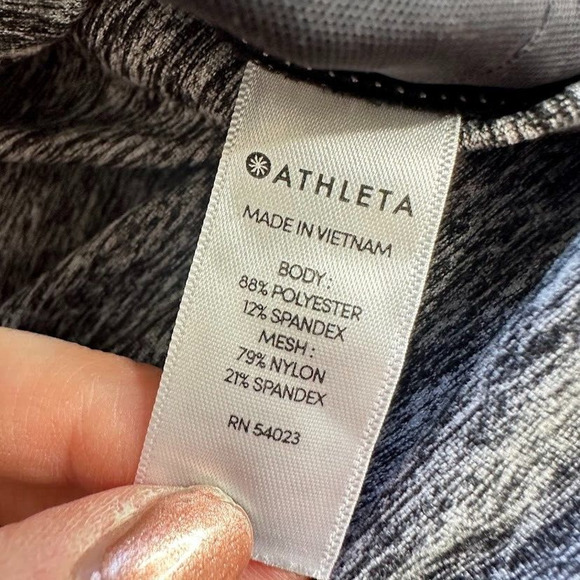 ATHLETA
MADE IN VIETNAM
BODY :
88% POLYESTER
12% SPANDEX
MESH :
79% NYLON
21% SPANDEX
RN 54023